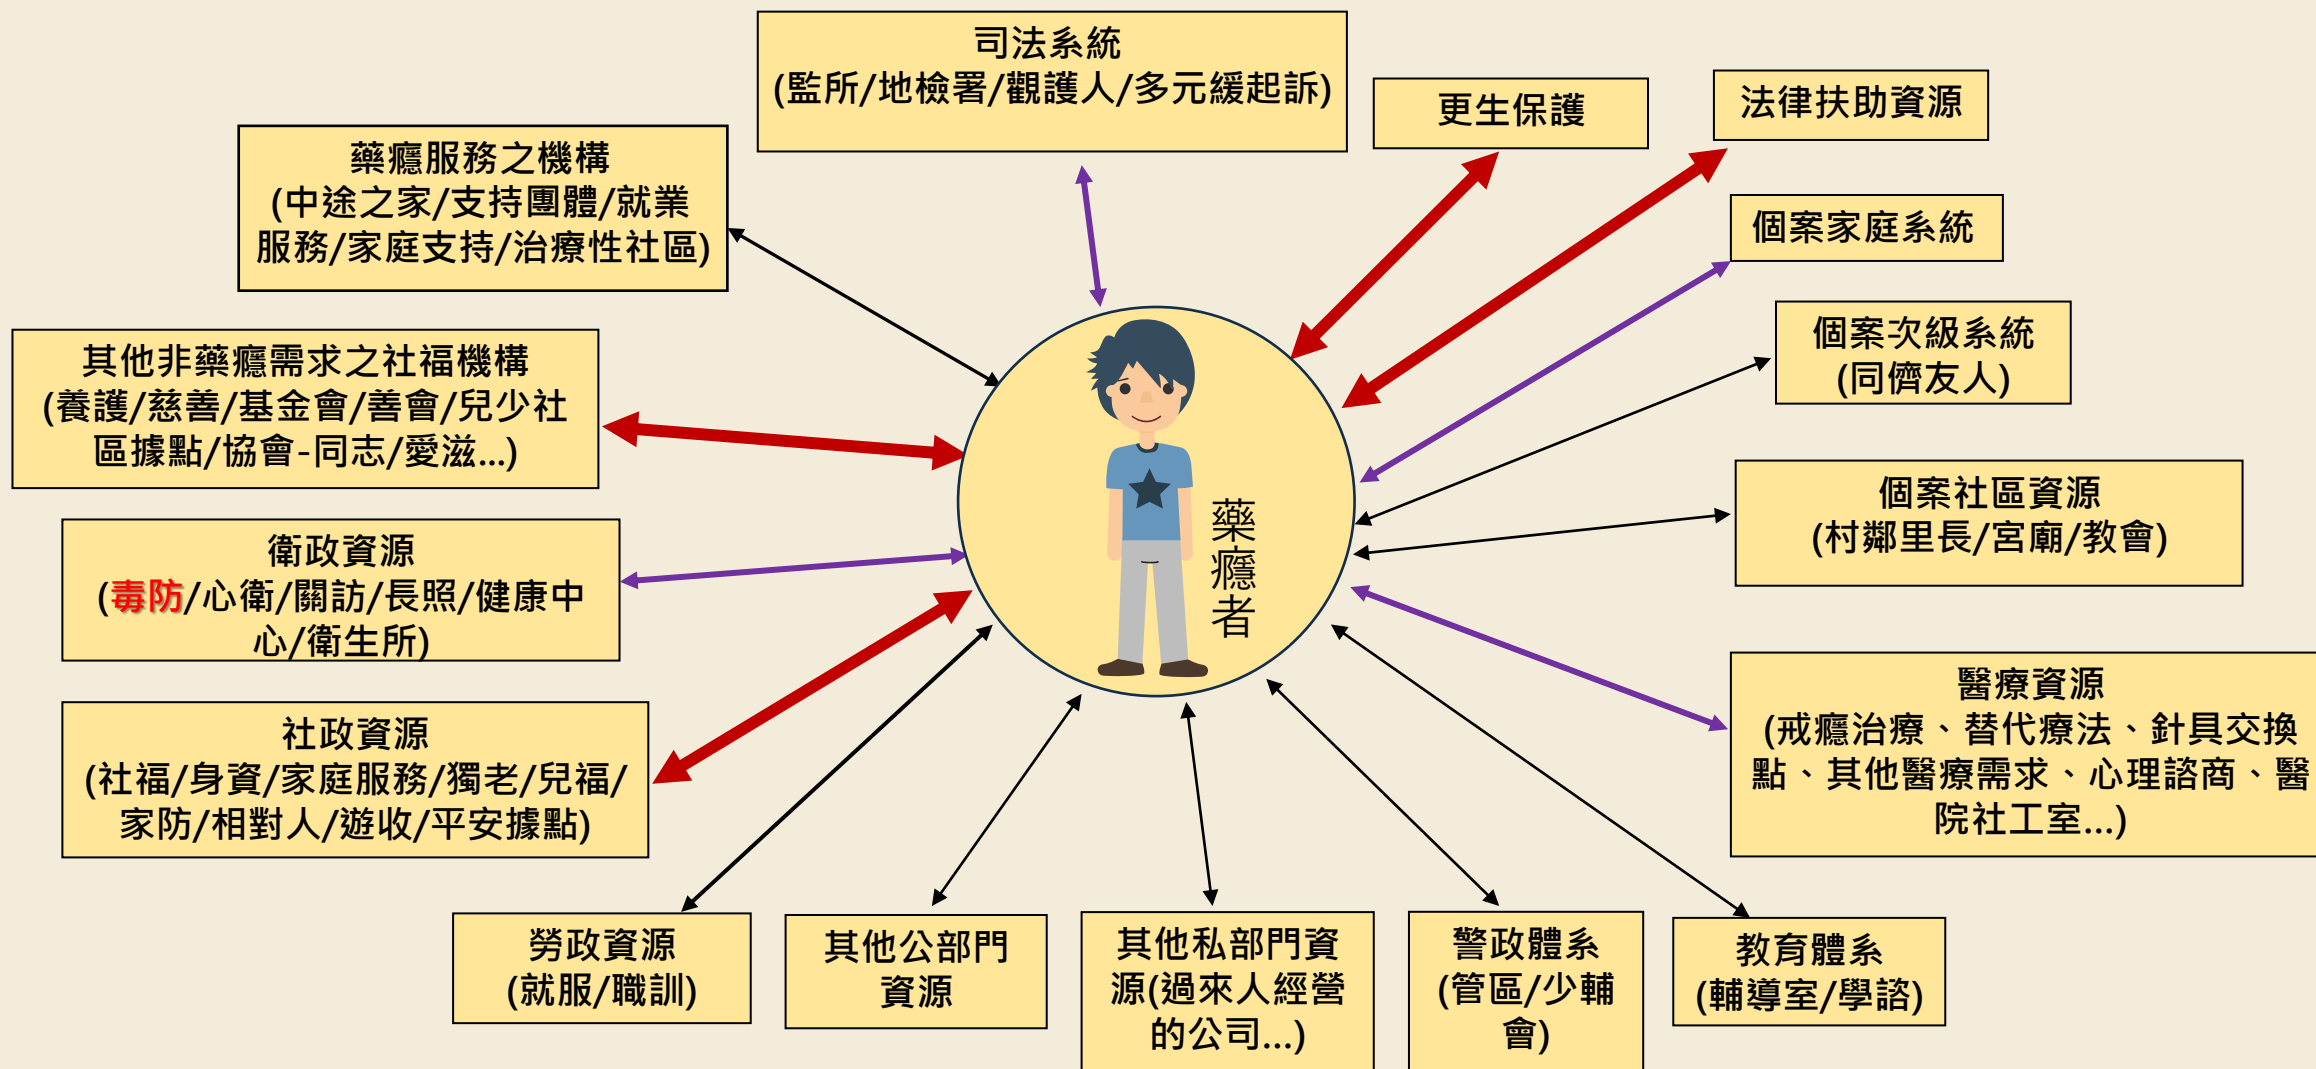 司法系統
(監所/地檢署/觀護人/多元緩起訴)
更生保護
法律扶助資源
藥癮服務之機構
(中途之家/支持團體/就業
服務/家庭支持/治療性社區)
個案家庭系統
個案次級系統
(同儕友人)
其他非藥癮需求之社福機構
(養護/慈善/基金會/善會/兒少社
區據點/協會-同志/愛滋...)
個案社區資源
(村鄰里長/宮廟/教會)
藥癮者
衛政資源
(毒防/心衛/關訪/長照/健康中
心/衛生所)
醫療資源
(戒癮治療、替代療法、針具交換
點、其他醫療需求、心理諮商、醫
院社工室...)
社政資源
(社福/身資/家庭服務/獨老/兒福/
家防/相對人/遊收/平安據點)
勞政資源
(就服/職訓)
其他公部門
資源
其他私部門資
源(過來人經營
的公司...)
警政體系
(管區/少輔
會)
教育體系
(輔導室/學諮)